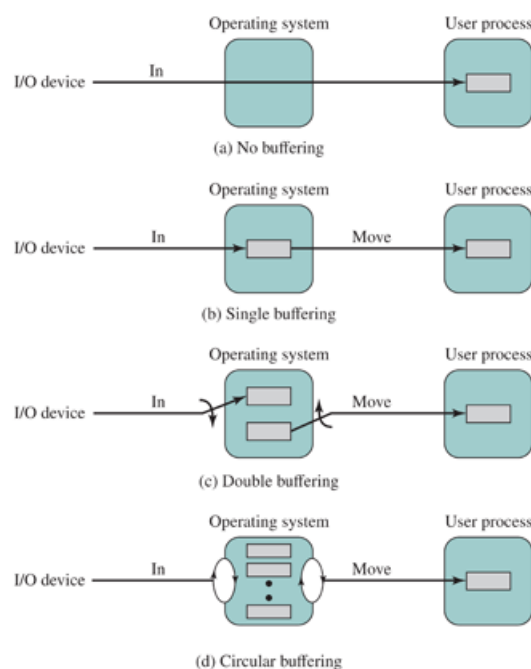 Operating system User process
I/O device In
(a) No buffering
Operating system User process
I/O device In Move
(b) Single buffering
Operating system User process
I/O device In Move
(c) Double buffering
Operating system User process
I/O device In Move
(d) Circular buffering